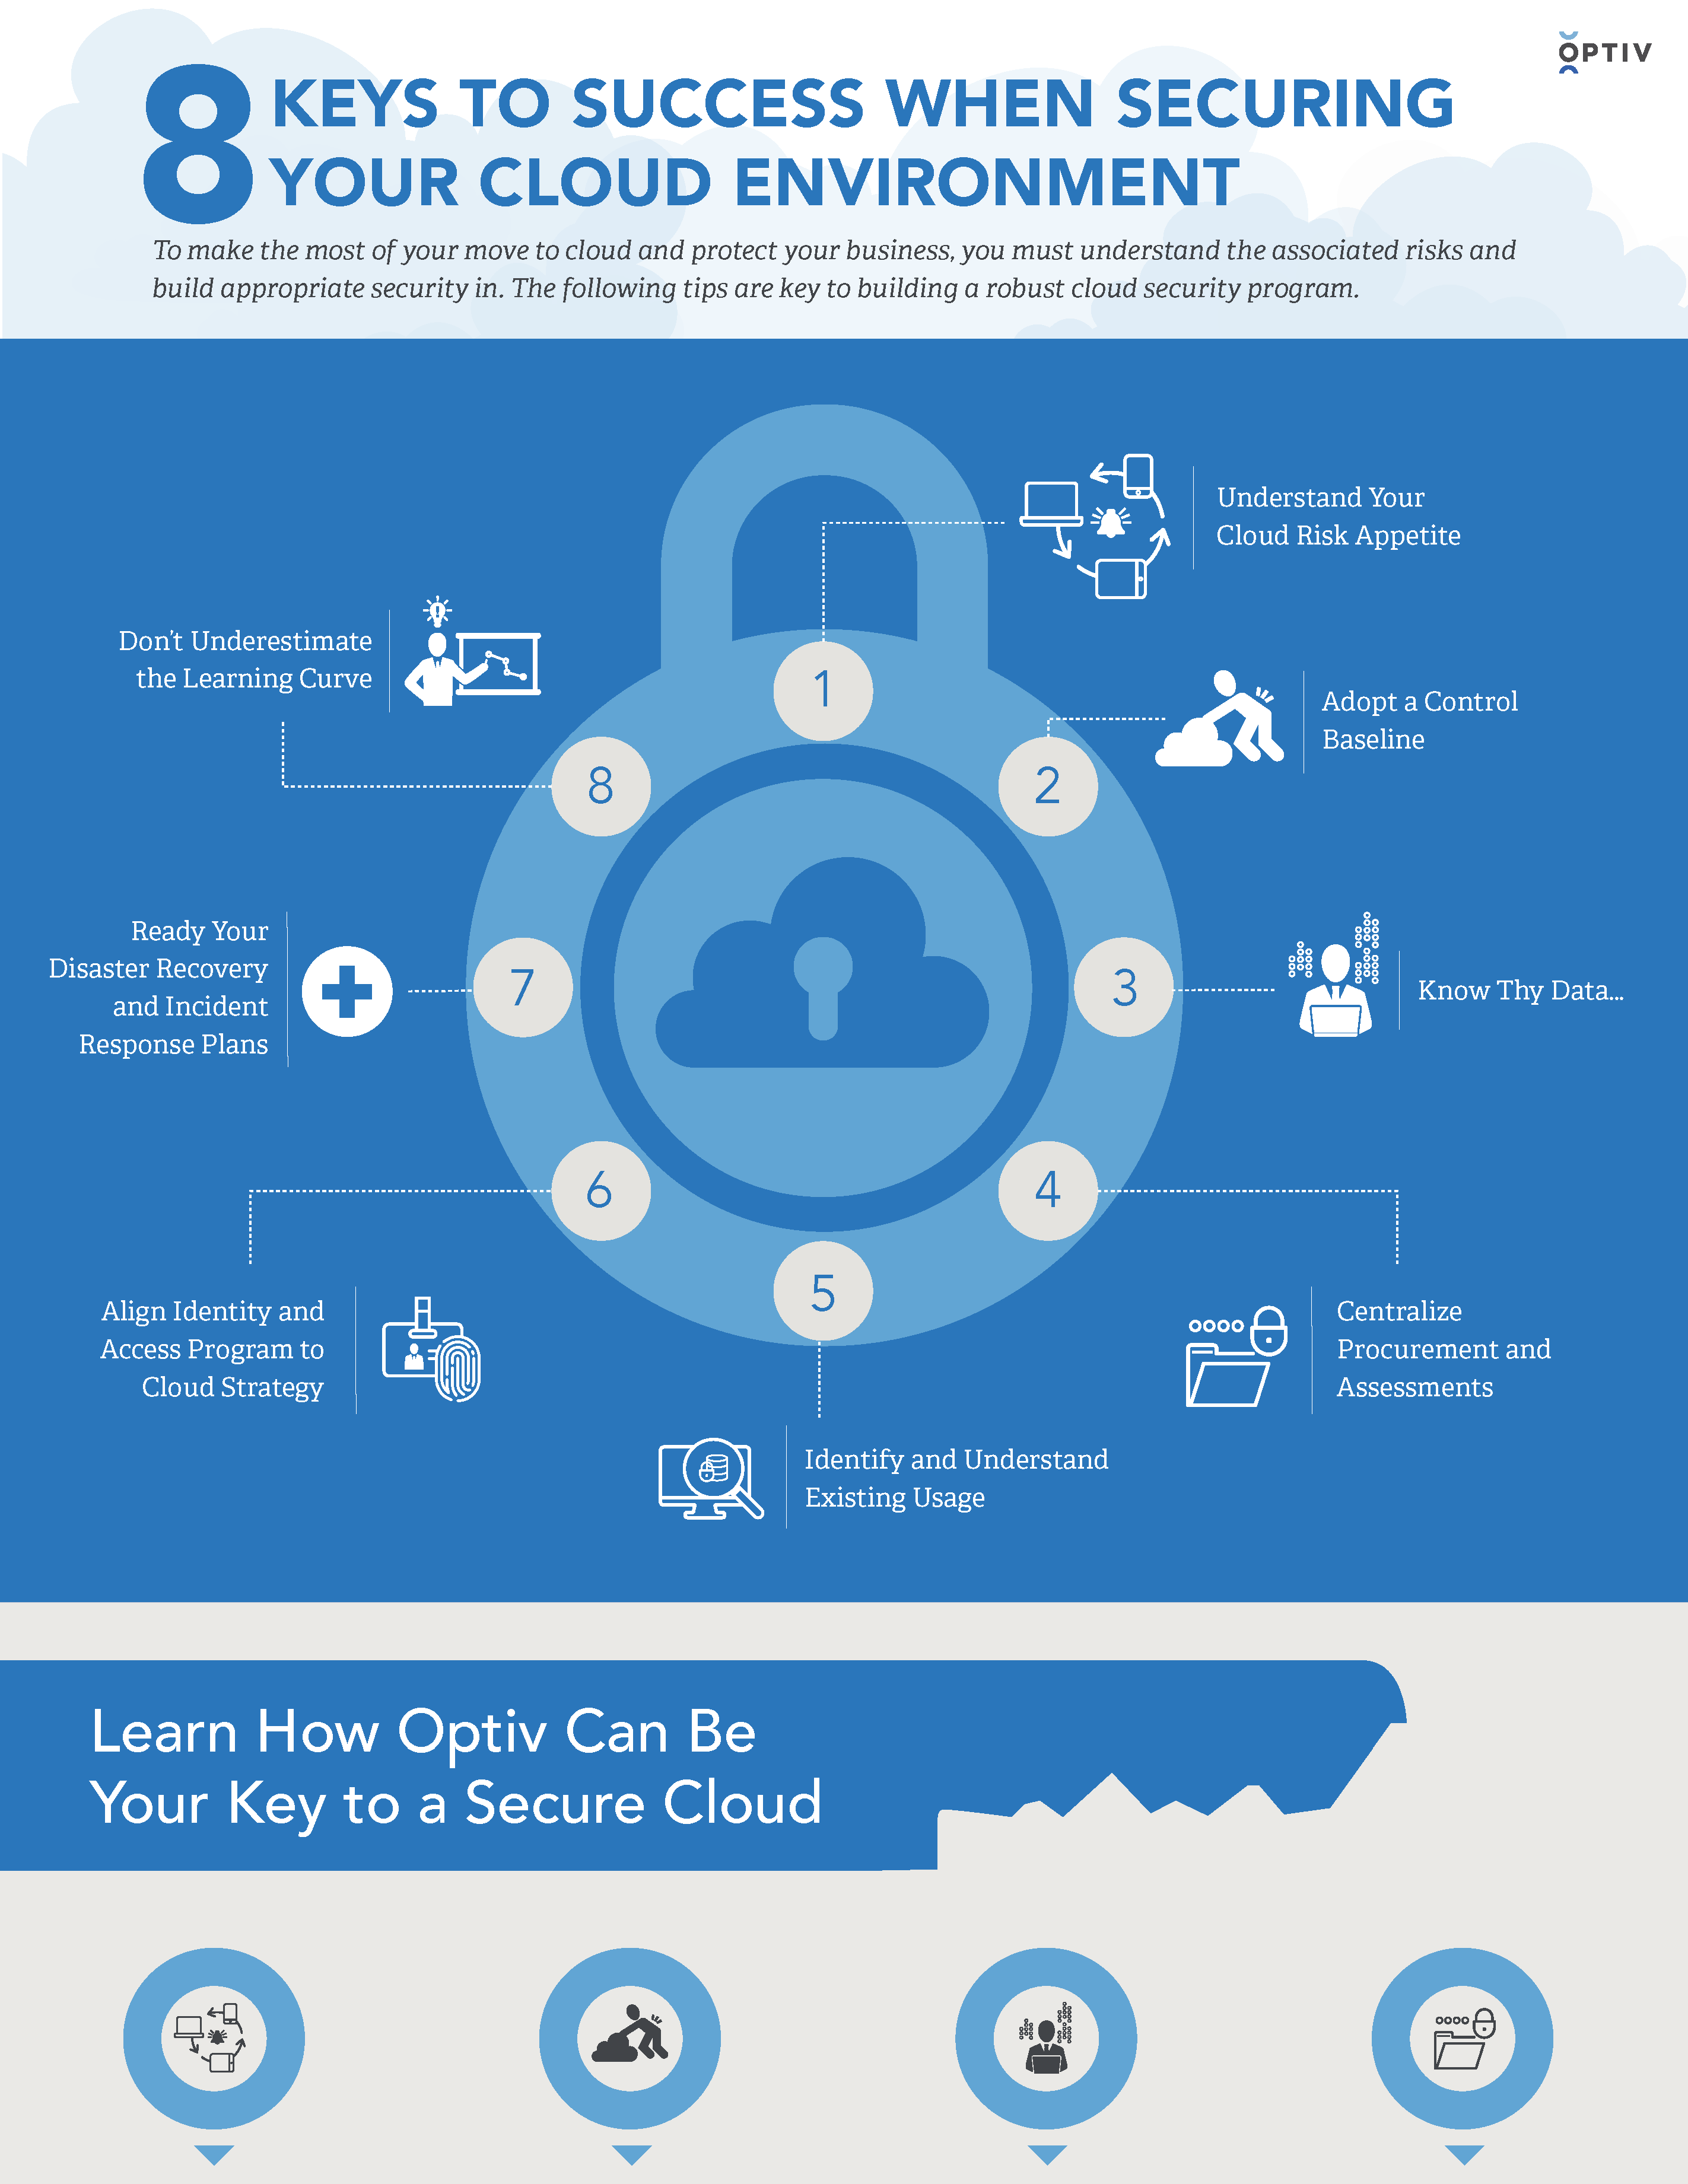 OPTIV
8 KEYS TO SUCCESS WHEN SECURING
YOUR CLOUD ENVIRONMENT
To make the most of your move to cloud and protect your business, you must understand the associated risks and
build appropriate security in. The following tips are key to building a robust cloud security program.
1
Understand Your
Cloud Risk Appetite
2
Adopt a Control
Baseline
3
Know Thy Data...
4
Centralize
Procurement and
Assessments
5
Identify and Understand
Existing Usage
6
Align Identity and
Access Program to
Cloud Strategy
7
Ready Your
Disaster Recovery
and Incident
Response Plans
8
Don't Underestimate
the Learning Curve
Learn How Optiv Can Be
Your Key to a Secure Cloud